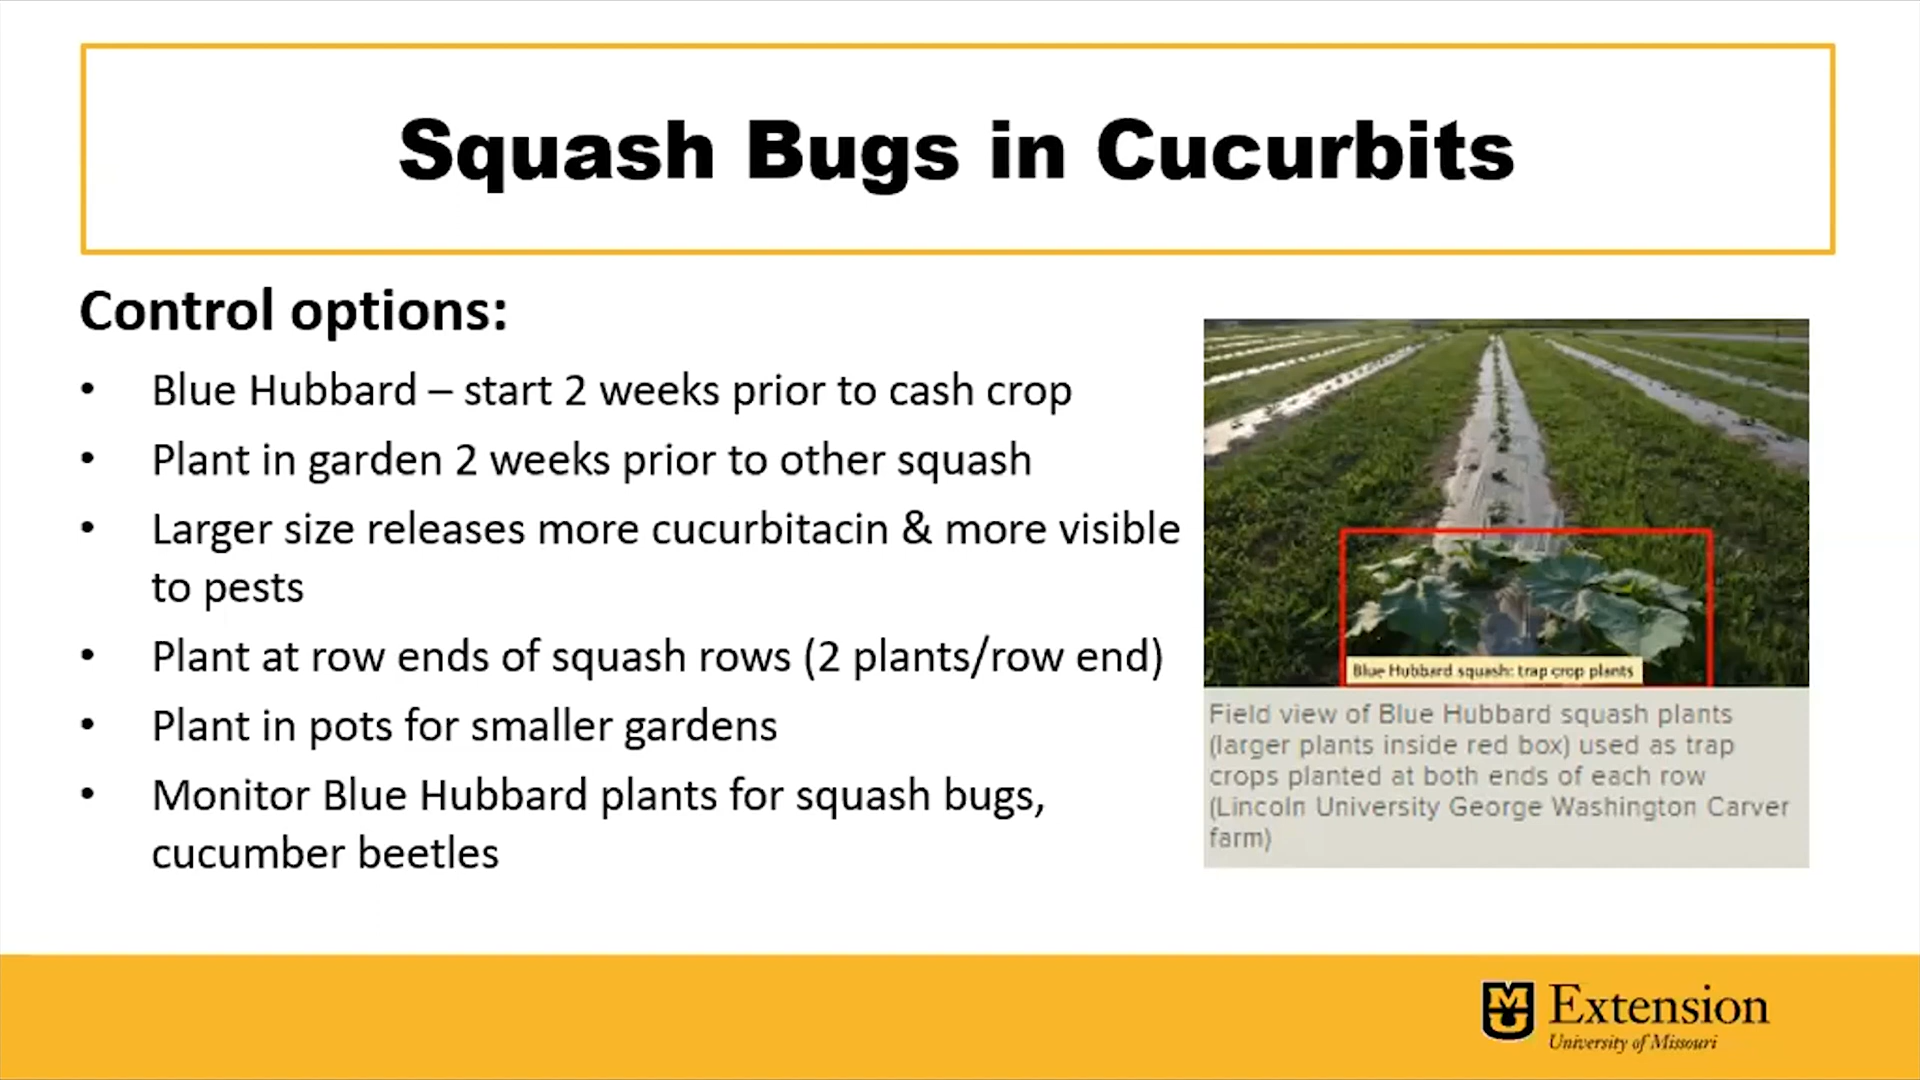 Squash Bugs in Cucurbits
Control options:
• Blue Hubbard – start 2 weeks prior to cash crop
• Plant in garden 2 weeks prior to other squash
• Larger size releases more cucurbitacin & more visible
to pests
• Plant at row ends of squash rows (2 plants/row end)
• Plant in pots for smaller gardens
• Monitor Blue Hubbard plants for squash bugs,
cucumber beetles
Blue Hubbard squash: trap crop plants
Field view of Blue Hubbard squash plants
(larger plants inside red box) used as trap
crops planted at both ends of each row
(Lincoln University George Washington Carver
farm)
MU Extension
University of Missouri